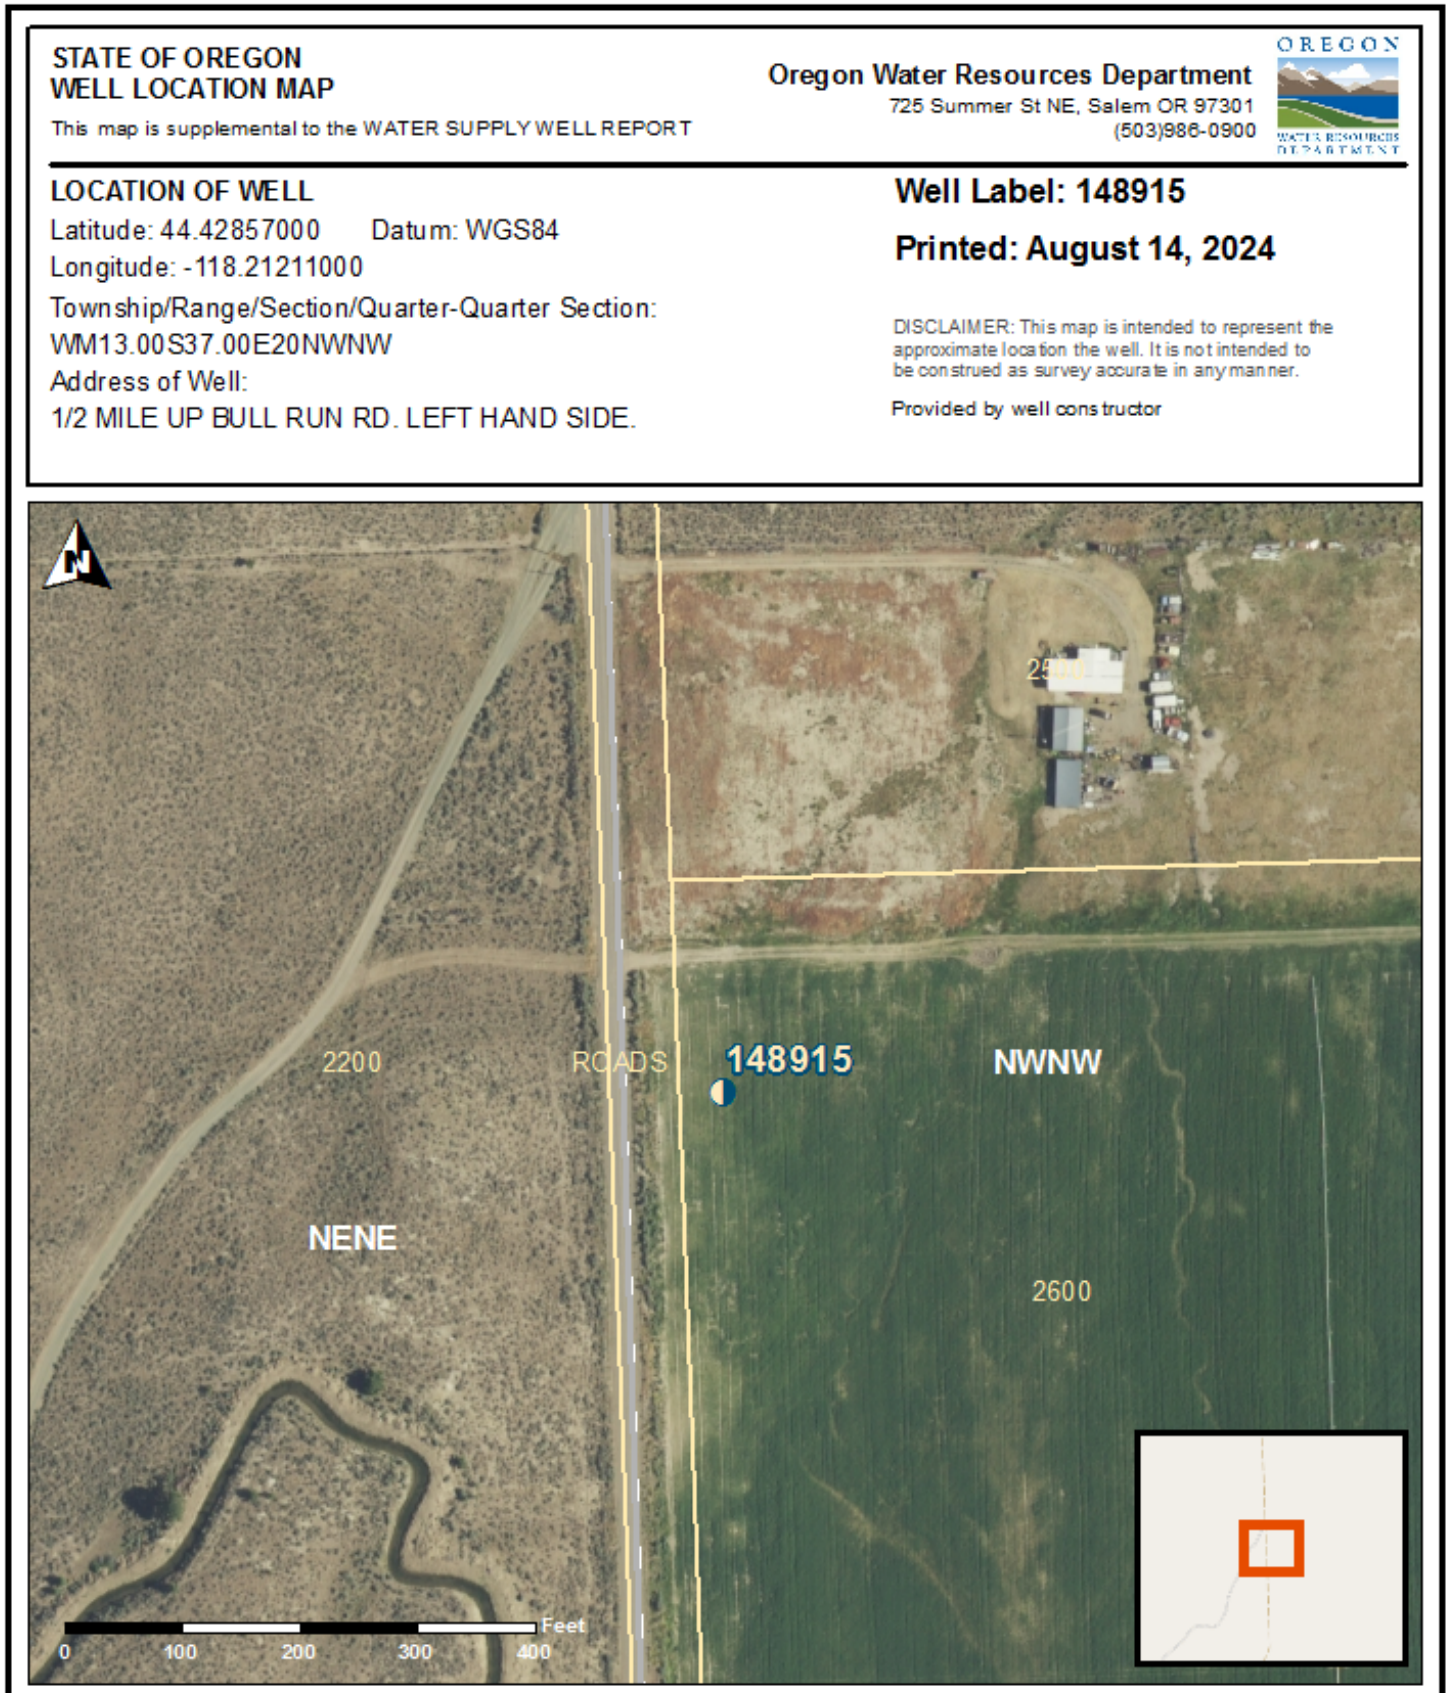 STATE OF OREGON
WELL LOCATION MAP
This map is supplemental to the WATER SUPPLY WELL REPORT
Oregon Water Resources Department
725 Summer St NE, Salem OR 97301
(503)986-0900
OREGON
WATER RESOURCES
DEPARTMENT
LOCATION OF WELL
Latitude: 44.42857000 Datum: WGS84
Longitude: -118.21211000
Township/Range/Section/Quarter-Quarter Section:
WM13.00S37.00E20NWNW
Address of Well:
1/2 MILE UP BULL RUN RD. LEFT HAND SIDE.
Well Label: 148915
Printed: August 14, 2024
DISCLAIMER: This map is intended to represent the
approximate location the well. It is not intended to
be construed as survey accurate in any manner.
Provided by well constructor
N
2500
2200
ROADS
148915
NWNW
NENE
2600
Feet
0 100 200 300 400